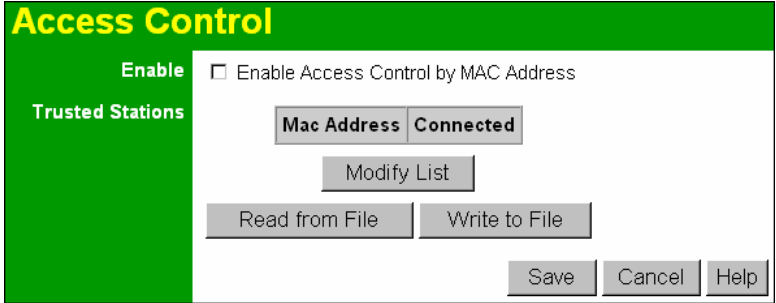 Access Control
Enable
Enable Access Control by MAC Address
Trusted Stations
Mac Address Connected
Modify List
Read from File Write to File
Save Cancel Help